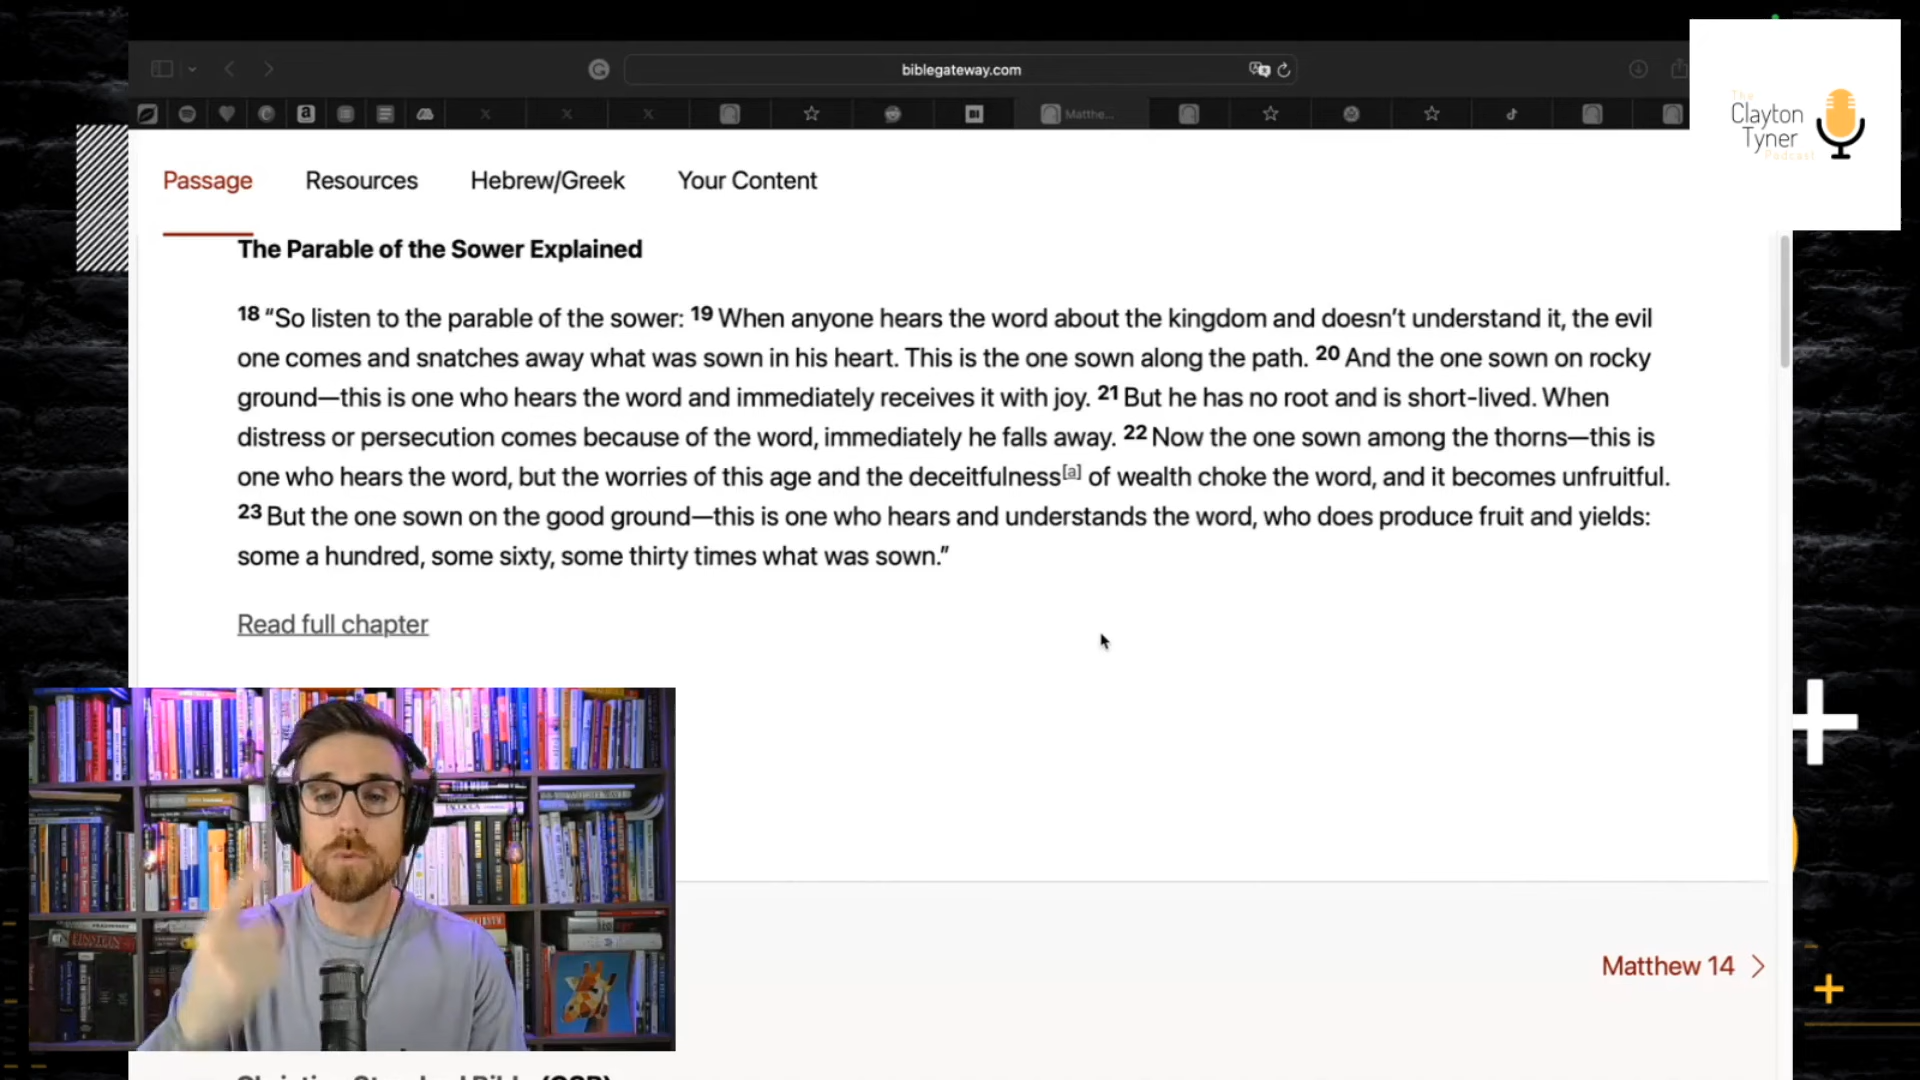 biblegateway.com
Matthe...
The
Clayton
Tyner
Podcast
Passage
Resources
Hebrew/Greek
Your Content
The Parable of the Sower Explained
18 “So listen to the parable of the sower: 19 When anyone hears the word about the kingdom and doesn’t understand it, the evil
one comes and snatches away what was sown in his heart. This is the one sown along the path. 20 And the one sown on rocky
ground—this is one who hears the word and immediately receives it with joy. 21 But he has no root and is short-lived. When
distress or persecution comes because of the word, immediately he falls away. 22 Now the one sown among the thorns—this is
one who hears the word, but the worries of this age and the deceitfulness[a] of wealth choke the word, and it becomes unfruitful.
23 But the one sown on the good ground—this is one who hears and understands the word, who does produce fruit and yields:
some a hundred, some sixty, some thirty times what was sown.”
Read full chapter
EINSTEIN
Matthew 14